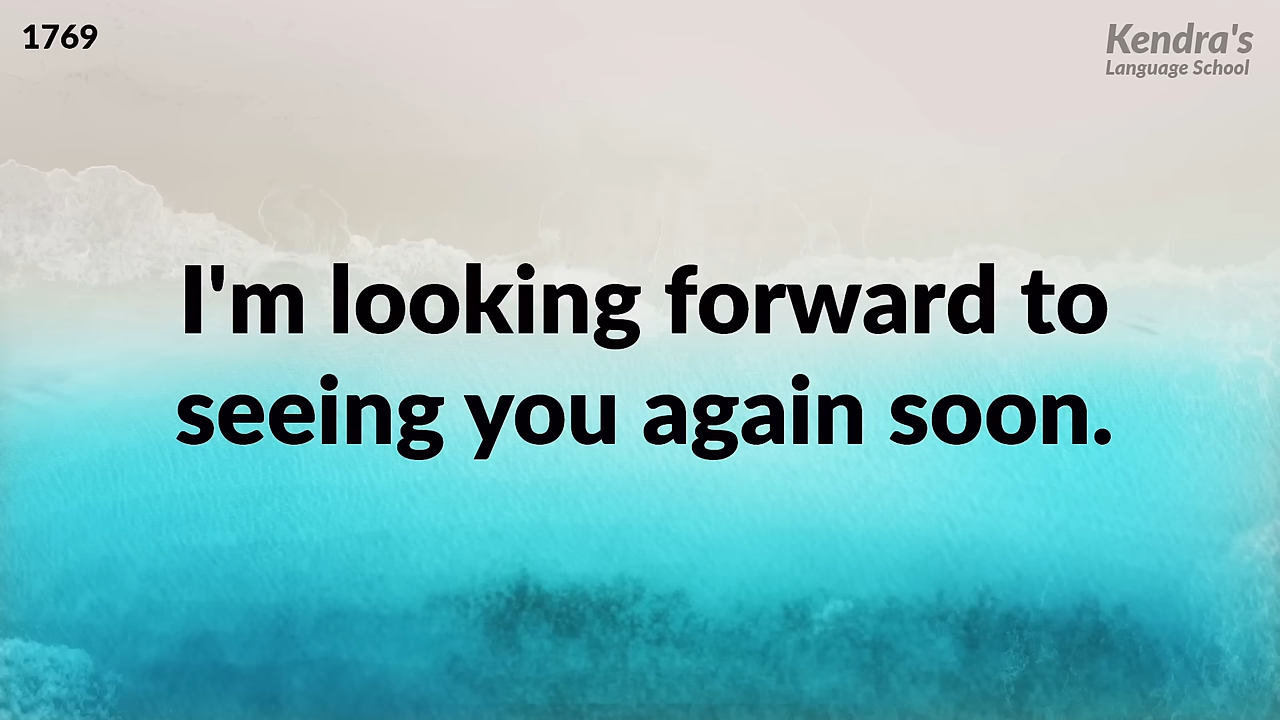 1769
Kendra's
Language School
I'm looking forward to
seeing you again soon.